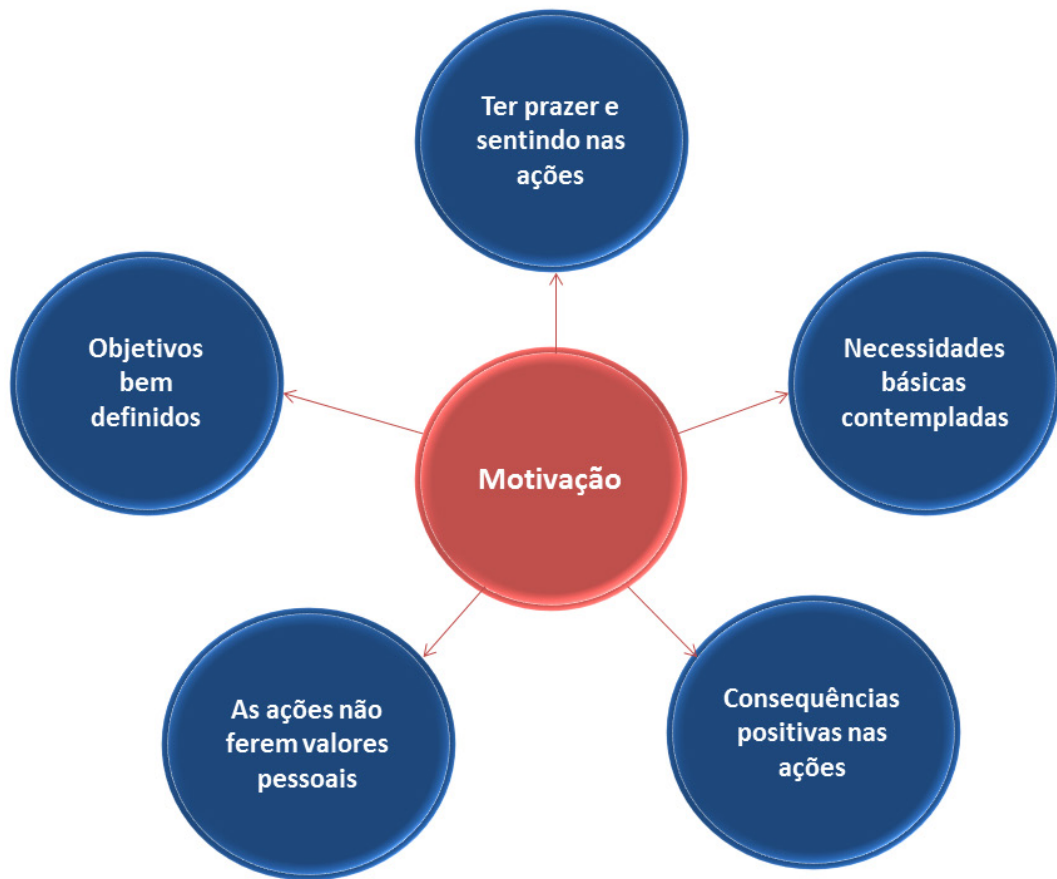 Ter prazer e
sentindo nas
ações
Objetivos
bem
definidos
Necessidades
básicas
contempladas
Motivação
As ações não
ferem valores
pessoais
Consequências
positivas nas
ações